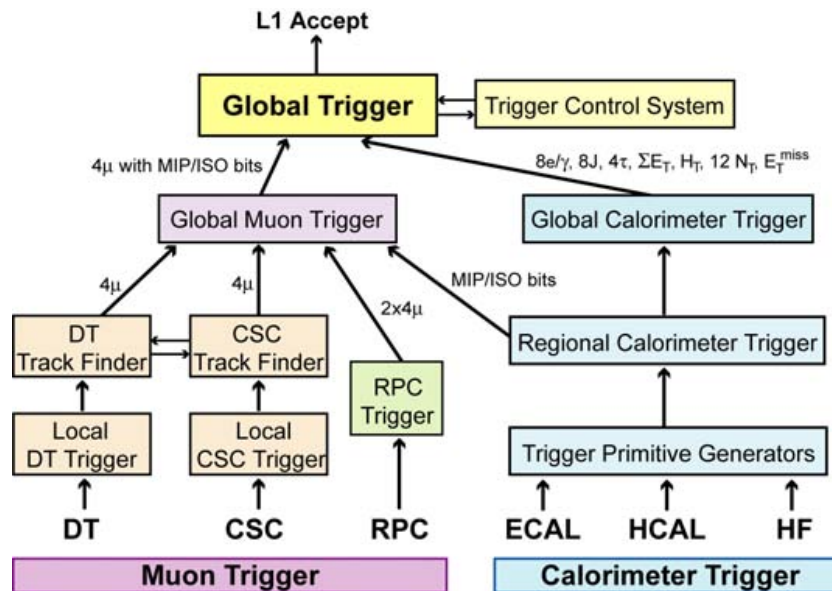 L1 Accept
Global Trigger
Trigger Control System
4μ with MIP/ISO bits
8e/γ, 8J, 4τ, ΣE_T, H_T, 12 N_T, E_T^miss
Global Muon Trigger
Global Calorimeter Trigger
4μ
4μ
2x4μ
MIP/ISO bits
DT
Track Finder
CSC
Track Finder
Regional Calorimeter Trigger
RPC
Trigger
Local
DT Trigger
Local
CSC Trigger
Trigger Primitive Generators
DT
CSC
RPC
ECAL
HCAL
HF
Muon Trigger
Calorimeter Trigger